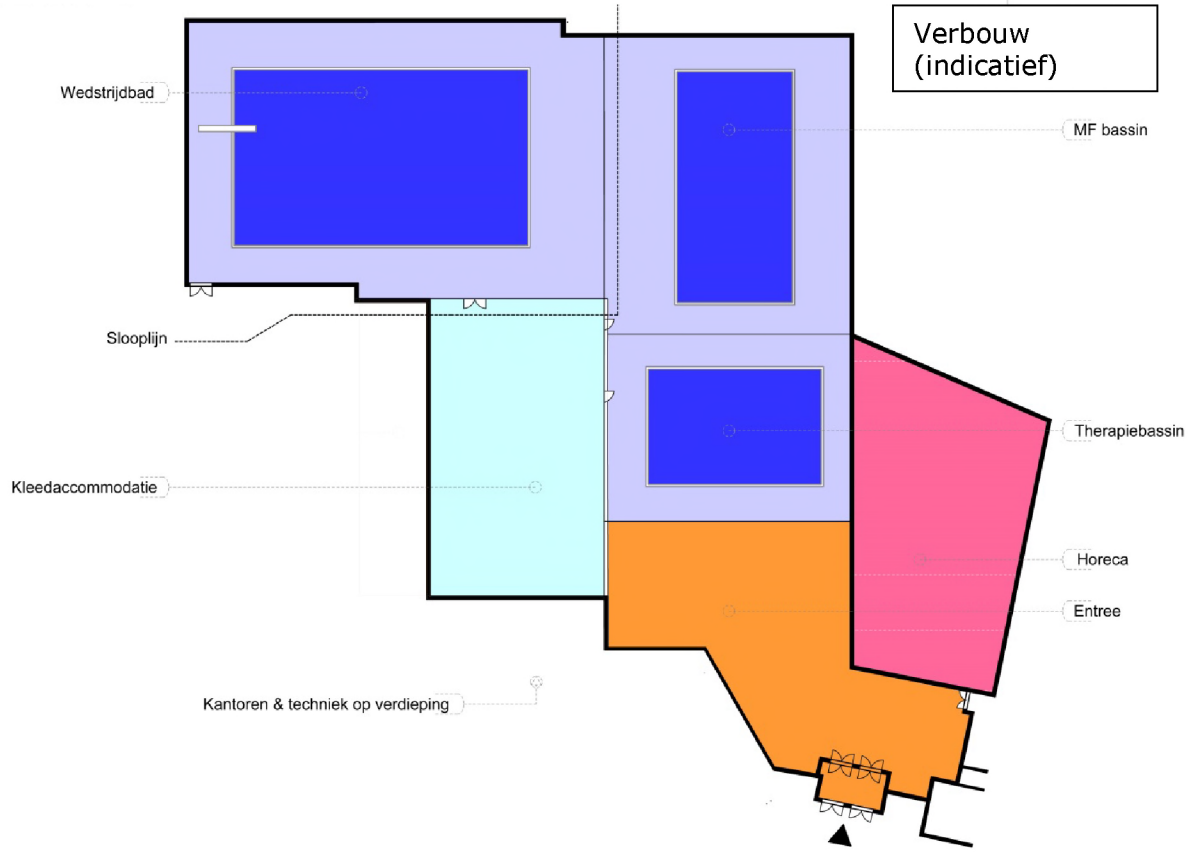 Verbouw
(indicatief)
Wedstrijdbad
MF bassin
Slooplijn
Therapiebassin
Kleedaccommodatie
Horeca
Entree
Kantoren & techniek op verdieping